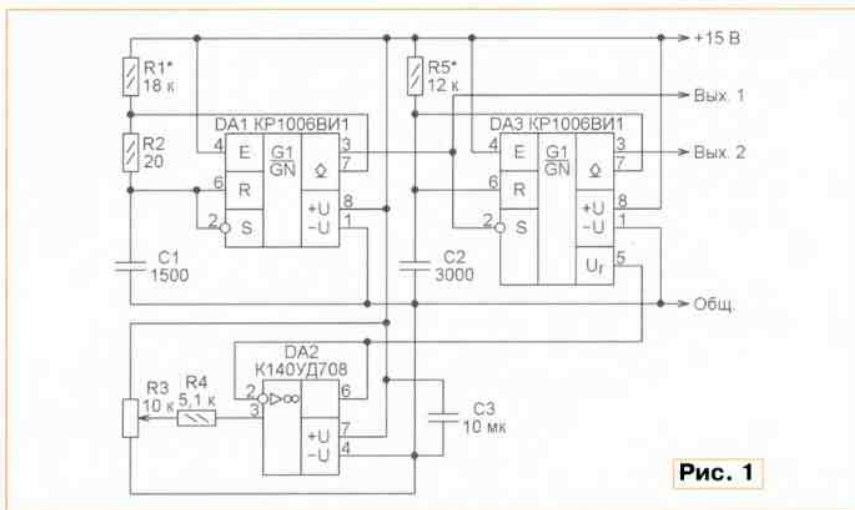 +15 В
R1*
18 к
R5*
12 к
Вых. 1
DA1 КР1006ВИ1
DA3 КР1006ВИ1
R2
20
4
E
G1
GN
3
7
6
R
2
S
+U
8
–U
1
4
E
G1
GN
3
7
Вых. 2
6
R
2
S
+U
8
–U
1
Ur
5
C1
1500
C2
3000
Общ.
DA2
К140УД708
R3
10 к
R4
5,1 к
2
3
▷∞
6
+U
7
–U
4
C3
10 мк
Рис. 1